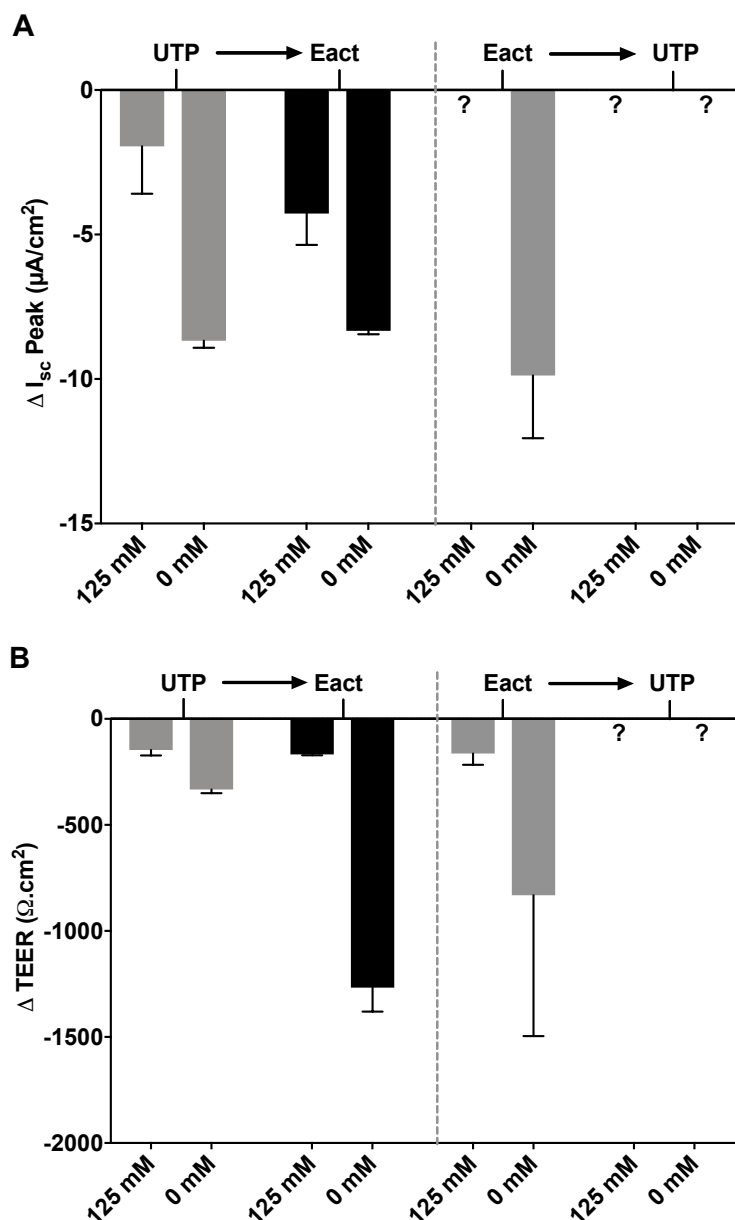 A
UTP Eact Eact UTP
0
? ? ?
-5
-10
-15
Δ Isc Peak (µA/cm²)
125 mM 0 mM 125 mM 0 mM 125 mM 0 mM 125 mM 0 mM
B
UTP Eact Eact UTP
0
? ?
-500
-1000
-1500
-2000
Δ TEER (Ω.cm²)
125 mM 0 mM 125 mM 0 mM 125 mM 0 mM 125 mM 0 mM